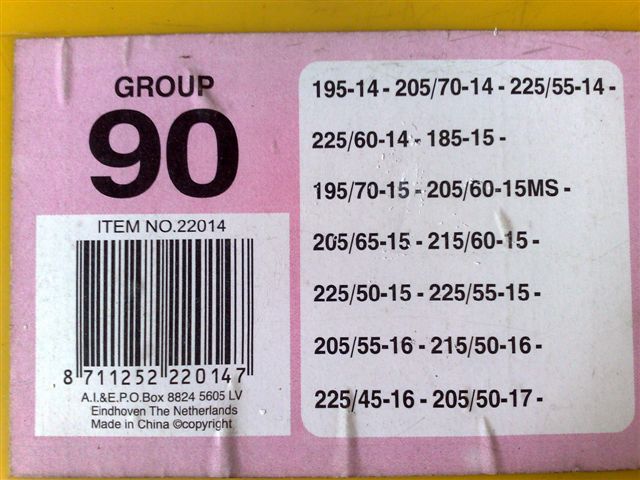 GROUP
90
ITEM NO.22014
8 711252 220147
A.I.&E.P.O.Box 8824 5605 LV
Eindhoven The Netherlands
Made in China ©copyright
195-14 - 205/70-14 - 225/55-14 -
225/60-14 - 185-15 -
195/70-15 - 205/60-15MS -
205/65-15 - 215/60-15 -
225/50-15 - 225/55-15 -
205/55-16 - 215/50-16 -
225/45-16 - 205/50-17 -